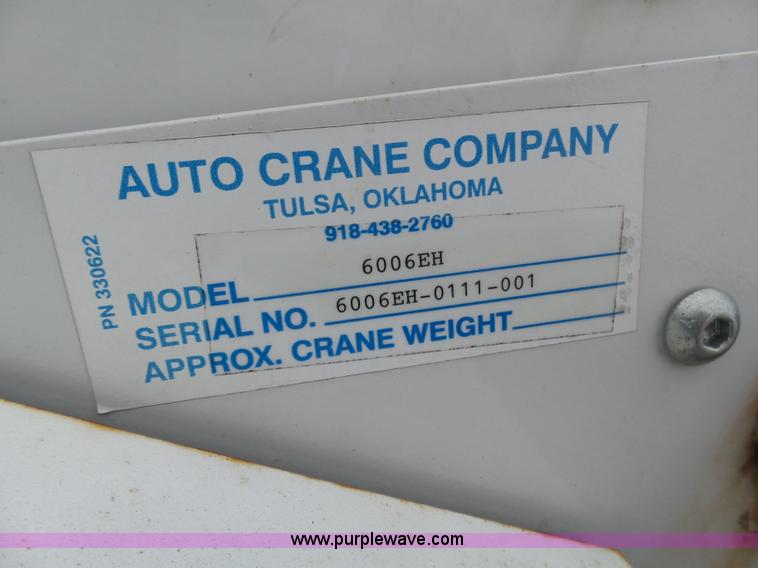 AUTO CRANE COMPANY
TULSA, OKLAHOMA
918-438-2760
MODEL 6006EH
SERIAL NO. 6006EH-0111-001
APPROX. CRANE WEIGHT
PN 330622
www.purplewave.com